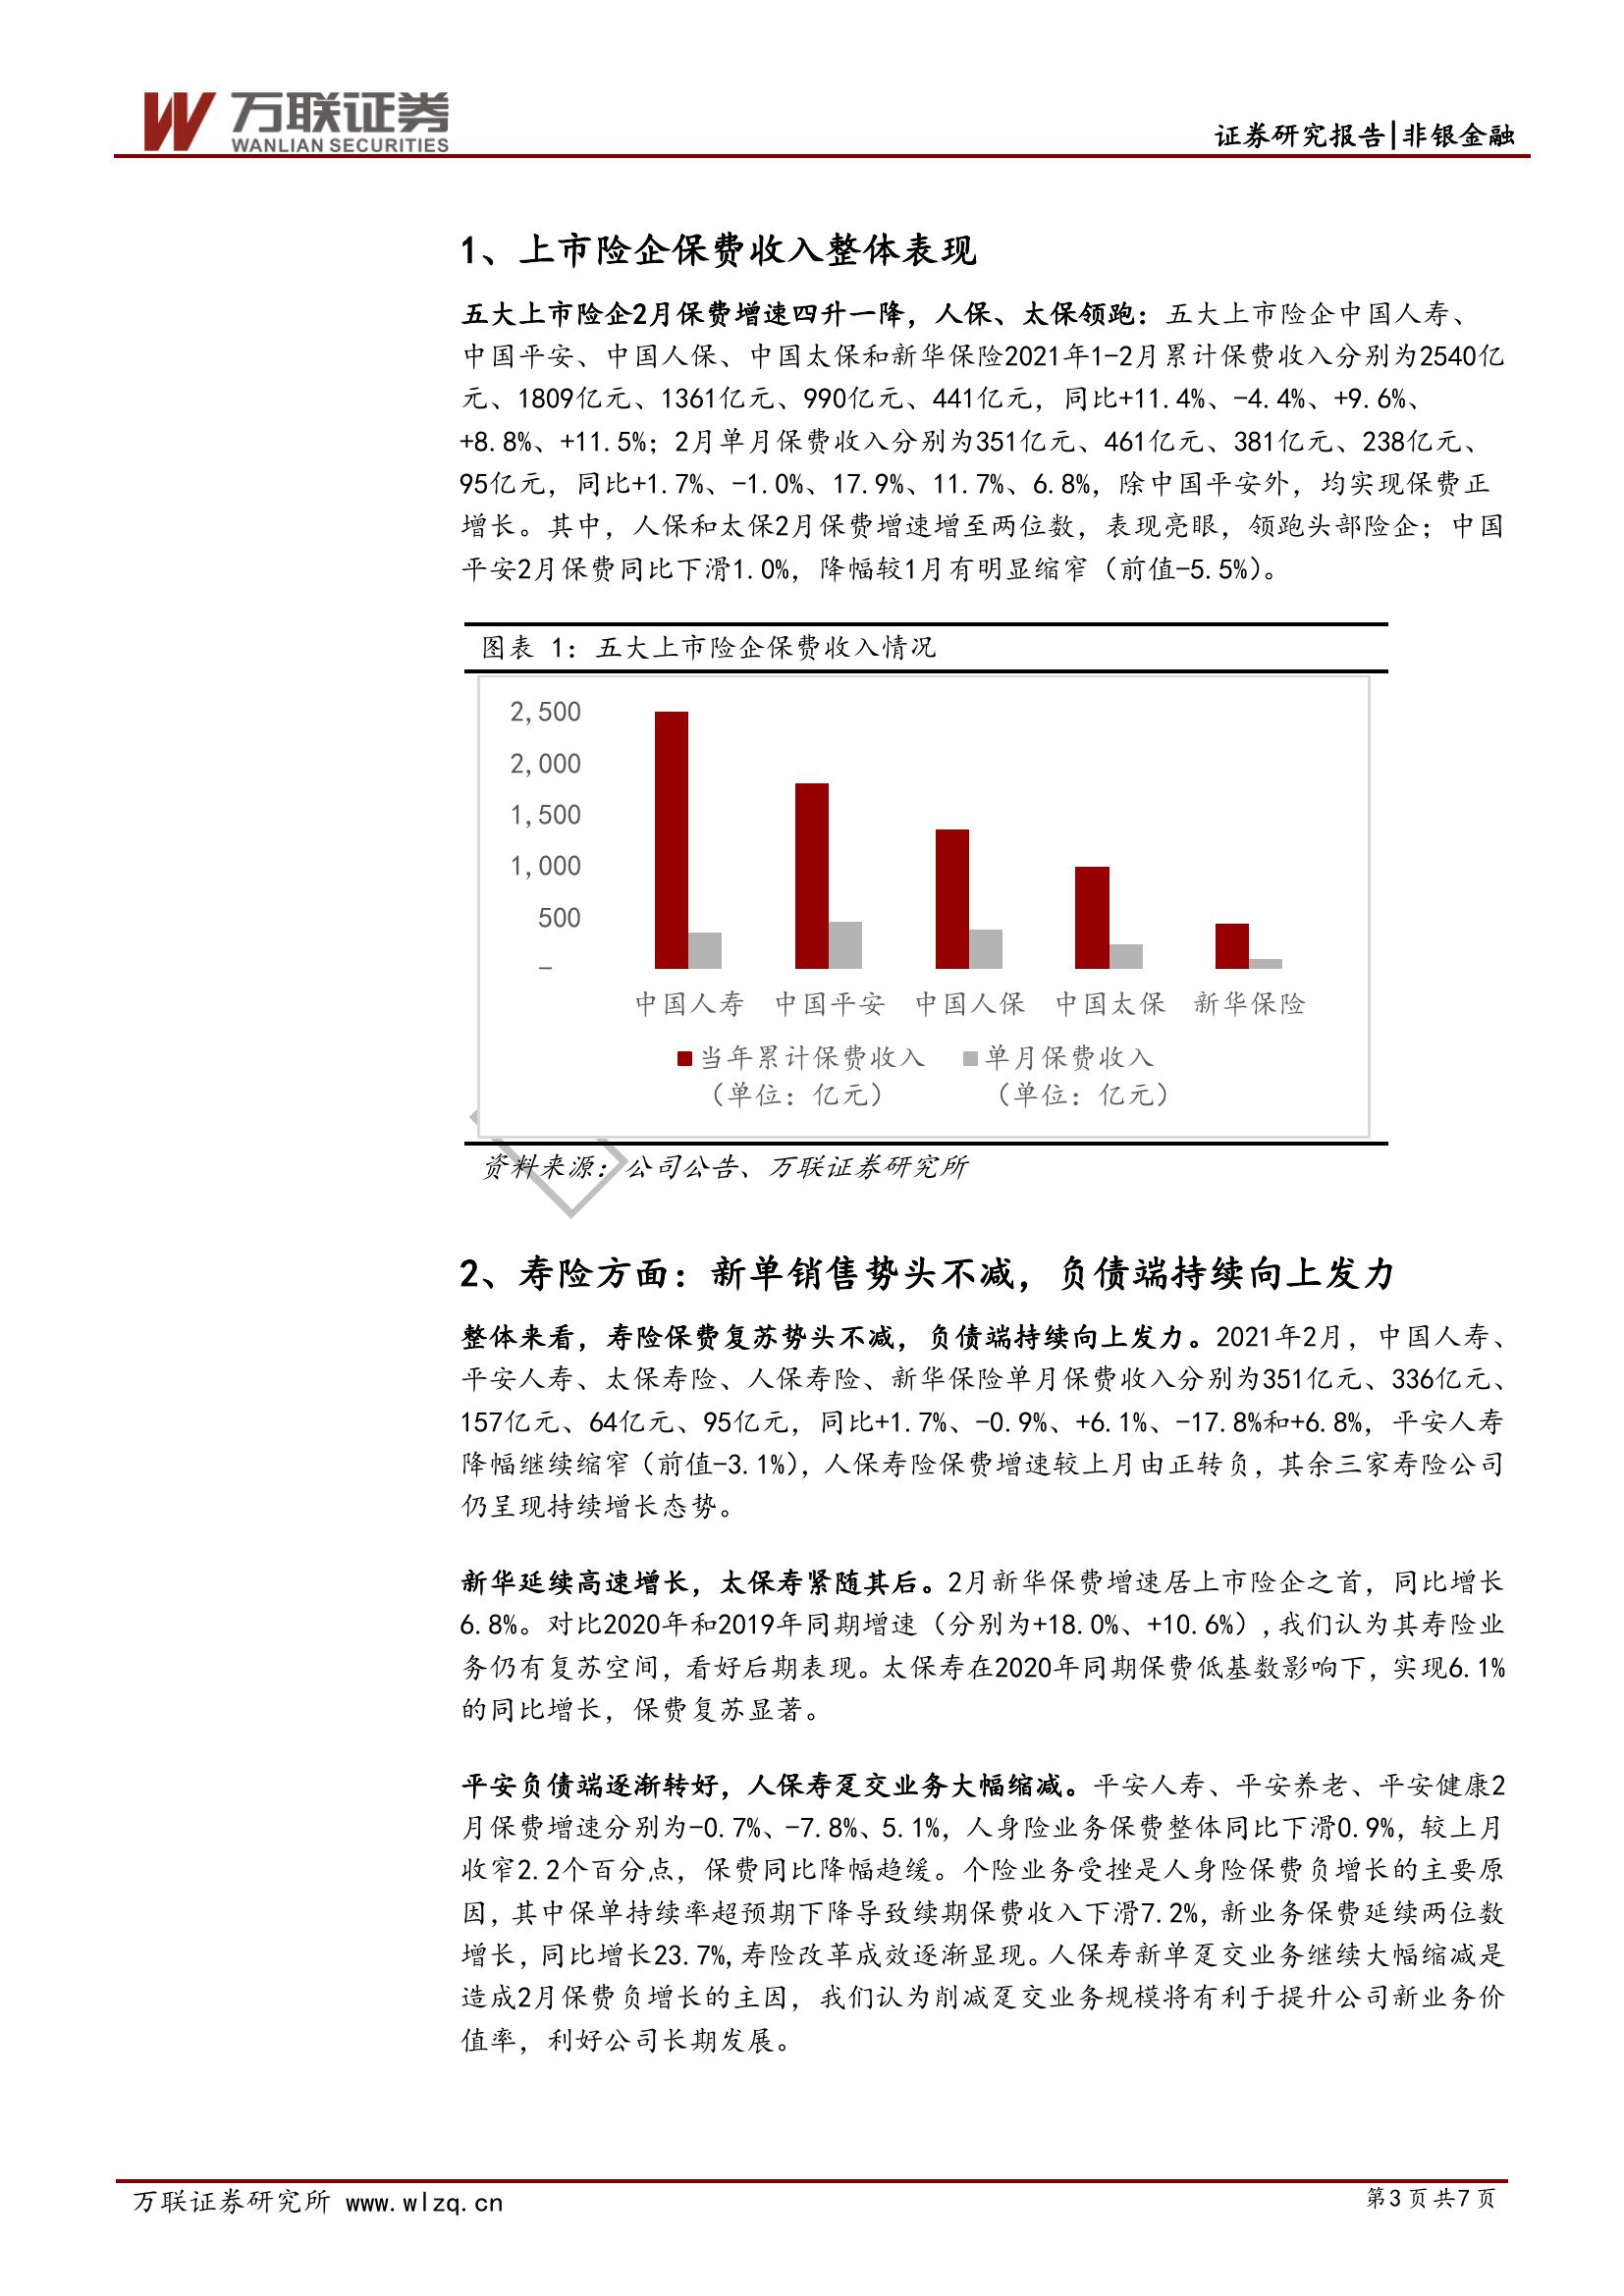 万联证券
WANLIAN SECURITIES
证券研究报告|非银金融
1、上市险企保费收入整体表现
五大上市险企2月保费增速四升一降，人保、太保领跑：五大上市险企中国人寿、
中国平安、中国人保、中国太保和新华保险2021年1-2月累计保费收入分别为2540亿
元、1809亿元、1361亿元、990亿元、441亿元，同比+11.4%、-4.4%、+9.6%、
+8.8%、+11.5%；2月单月保费收入分别为351亿元、461亿元、381亿元、238亿元、
95亿元，同比+1.7%、-1.0%、17.9%、11.7%、6.8%，除中国平安外，均实现保费正
增长。其中，人保和太保2月保费增速增至两位数，表现亮眼，领跑头部险企；中国
平安2月保费同比下滑1.0%，降幅较1月有明显缩窄（前值-5.5%）。
图表 1：五大上市险企保费收入情况
2,500
2,000
1,500
1,000
500
-
中国人寿 中国平安 中国人保 中国太保 新华保险
当年累计保费收入 单月保费收入
（单位：亿元） （单位：亿元）
资料来源：公司公告、万联证券研究所
2、寿险方面：新单销售势头不减，负债端持续向上发力
整体来看，寿险保费复苏势头不减，负债端持续向上发力。2021年2月，中国人寿、
平安人寿、太保寿险、人保寿险、新华保险单月保费收入分别为351亿元、336亿元、
157亿元、64亿元、95亿元，同比+1.7%、-0.9%、+6.1%、-17.8%和+6.8%，平安人寿
降幅继续缩窄（前值-3.1%），人保寿险保费增速较上月由正转负，其余三家寿险公司
仍呈现持续增长态势。
新华延续高速增长，太保寿紧随其后。2月新华保费增速居上市险企之首，同比增长
6.8%。对比2020年和2019年同期增速（分别为+18.0%、+10.6%）,我们认为其寿险业
务仍有复苏空间，看好后期表现。太保寿在2020年同期保费低基数影响下，实现6.1%
的同比增长，保费复苏显著。
平安负债端逐渐转好，人保寿趸交业务大幅缩减。平安人寿、平安养老、平安健康2
月保费增速分别为-0.7%、-7.8%、5.1%，人身险业务保费整体同比下滑0.9%，较上月
收窄2.2个百分点，保费同比降幅趋缓。个险业务受挫是人身险保费负增长的主要原
因，其中保单持续率超预期下降导致续期保费收入下滑7.2%，新业务保费延续两位数
增长，同比增长23.7%,寿险改革成效逐渐显现。人保寿新单趸交业务继续大幅缩减是
造成2月保费负增长的主因，我们认为削减趸交业务规模将有利于提升公司新业务价
值率，利好公司长期发展。
万联证券研究所 www.wlzq.cn
第3页共7页